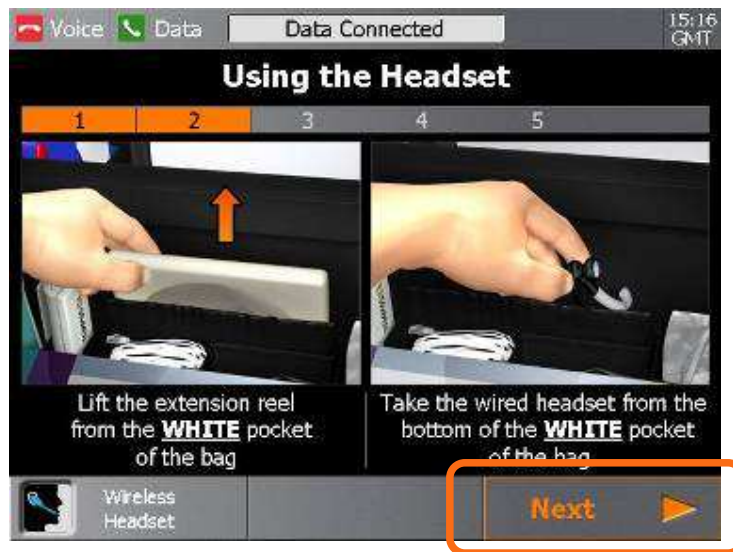 Voice Data Data Connected 15:16
GMT
Using the Headset
1 2 3 4 5
Lift the extension reel
from the WHITE pocket
of the bag
Take the wired headset from the
bottom of the WHITE pocket
of the bag
Wireless
Headset
Next